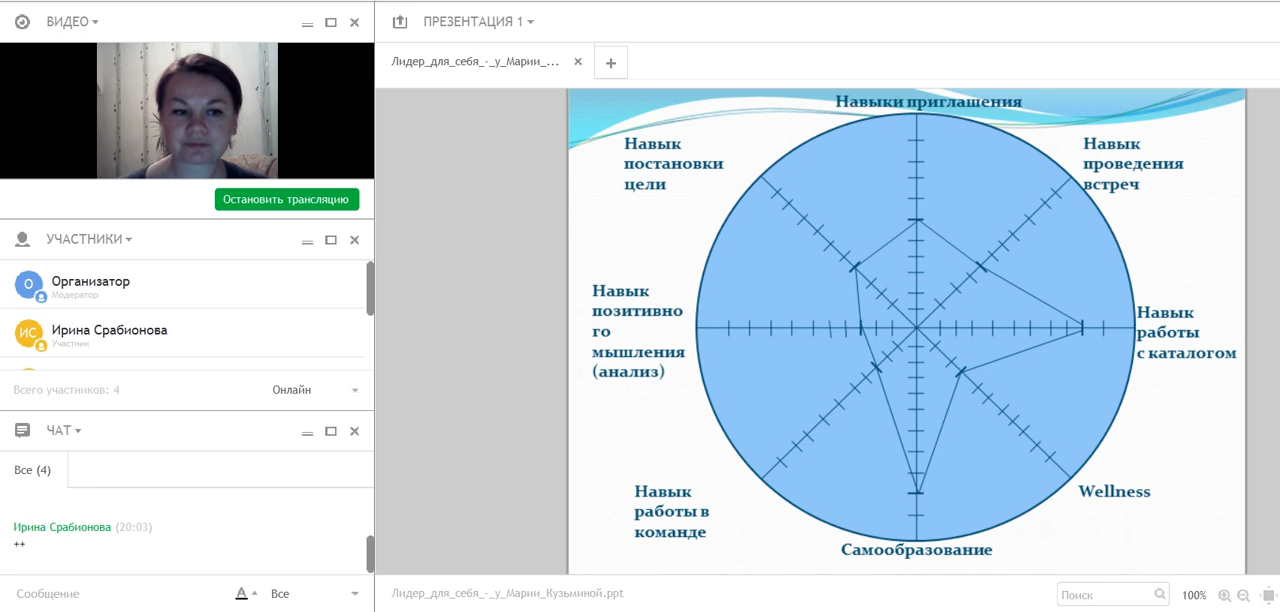 ВИДЕО
Остановить трансляцию
УЧАСТНИКИ
О
Организатор
Модератор
ИС
Ирина Срабионова
Участник
Всего участников: 4
Онлайн
ЧАТ
Все (4)
Ирина Срабионова (20:03)
++
Сообщение
A
Все
ПРЕЗЕНТАЦИЯ 1
Лидер_для_себя_-_у_Марии_...
+
Навыки приглашения
Навык
постановки
цели
Навык
проведения
встреч
Навык
позитивно
го
мышления
(анализ)
Навык
работы
с каталогом
Навык
работы в
команде
Wellness
Самообразование
Лидер_для_себя_-_у_Марии_Кузьминой.ppt
Поиск
100%